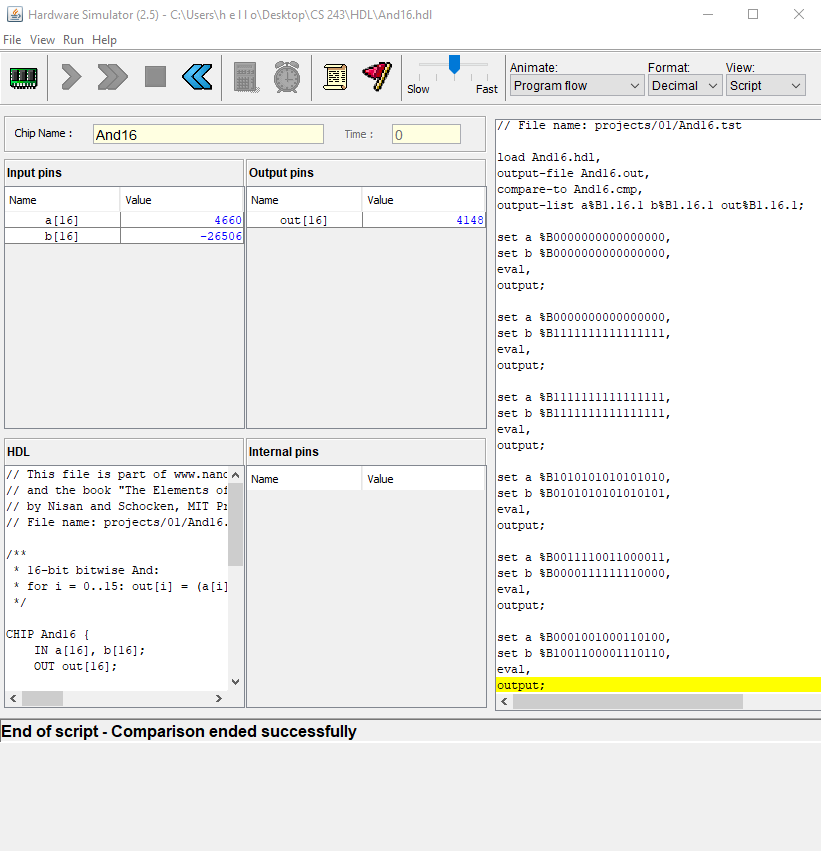 Hardware Simulator (2.5) - C:\Users\h e l l o\Desktop\CS 243\HDL\And16.hdl
File View Run Help
Slow Fast
Animate: Format: View:
Program flow Decimal Script
Chip Name : And16 Time : 0
Input pins
Name Value
a[16] 4660
b[16] -26506
Output pins
Name Value
out[16] 4148
HDL
// This file is part of www.nand
// and the book "The Elements of
// by Nisan and Schocken, MIT Pr
// File name: projects/01/And16.
/**
* 16-bit bitwise And:
* for i = 0..15: out[i] = (a[i]
*/
CHIP And16 {
IN a[16], b[16];
OUT out[16];
Internal pins
Name Value
// File name: projects/01/And16.tst
load And16.hdl,
output-file And16.out,
compare-to And16.cmp,
output-list a%B1.16.1 b%B1.16.1 out%B1.16.1;
set a %B0000000000000000,
set b %B0000000000000000,
eval,
output;
set a %B0000000000000000,
set b %B1111111111111111,
eval,
output;
set a %B1111111111111111,
set b %B1111111111111111,
eval,
output;
set a %B1010101010101010,
set b %B0101010101010101,
eval,
output;
set a %B0011110011000011,
set b %B0000111111110000,
eval,
output;
set a %B0001001000110100,
set b %B1001100001110110,
eval,
output;
End of script - Comparison ended successfully